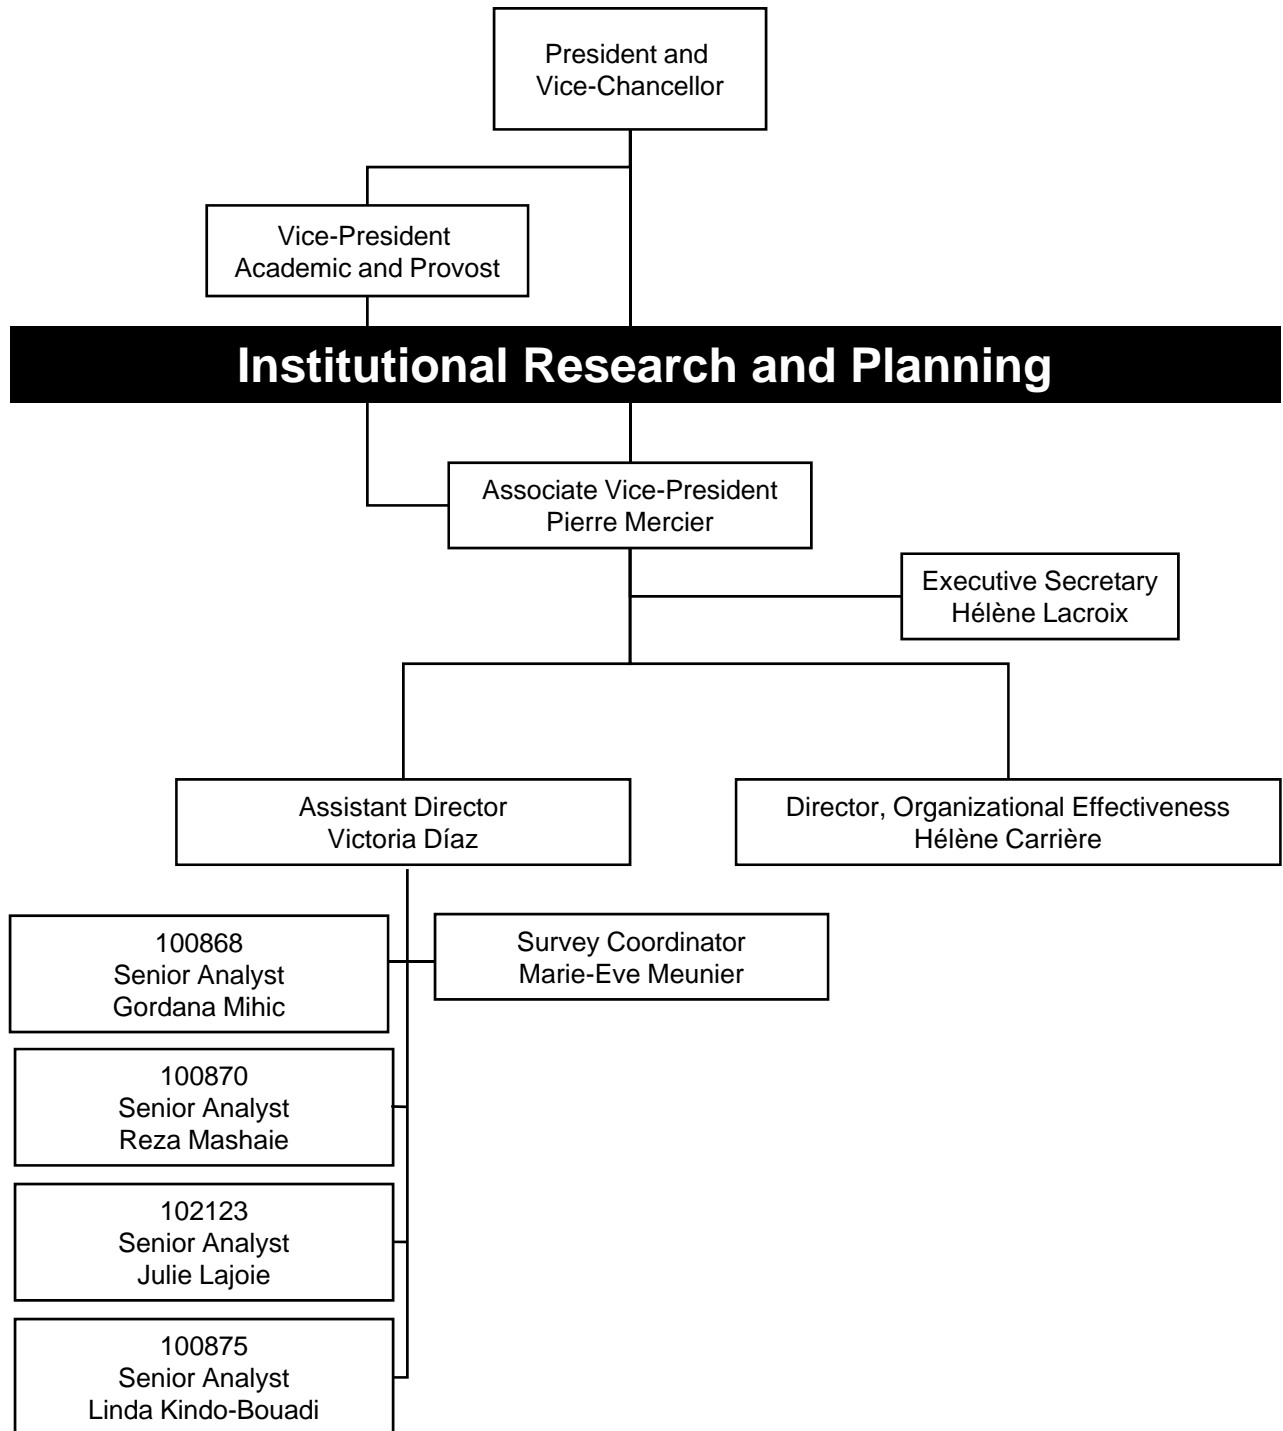 President and
Vice-Chancellor
Vice-President
Academic and Provost
Institutional Research and Planning
Associate Vice-President
Pierre Mercier
Executive Secretary
Hélène Lacroix
Assistant Director
Victoria Díaz
Director, Organizational Effectiveness
Hélène Carrière
100868
Senior Analyst
Gordana Mihic
Survey Coordinator
Marie-Eve Meunier
100870
Senior Analyst
Reza Mashaie
102123
Senior Analyst
Julie Lajoie
100875
Senior Analyst
Linda Kindo-Bouadi